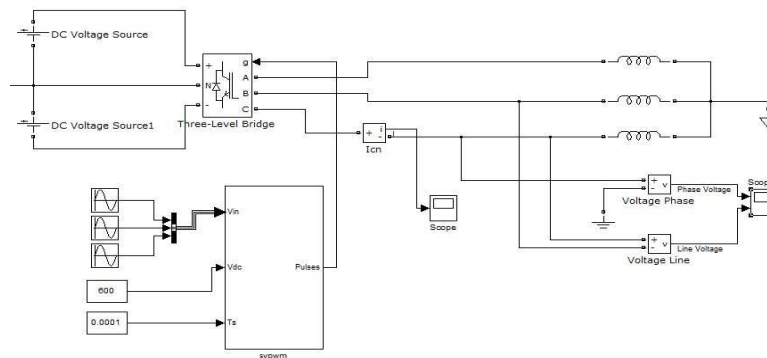 DC Voltage Source
DC Voltage Source1
+
N
-
g
A
B
C
Three-Level Bridge
+
-
i
Icn
Scope
+
-
v
Voltage Phase
Phase Voltage
+
-
v
Voltage Line
Line Voltage
Vin
Vdc
Ts
Pulses
600
0.0001
svpwm